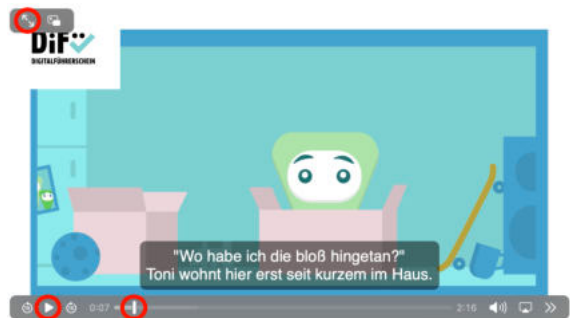 DiF
DIGITALFÜHRERSCHEIN
"Wo habe ich die bloß hingetan?"
Toni wohnt hier erst seit kurzem im Haus.
0:07
2:16